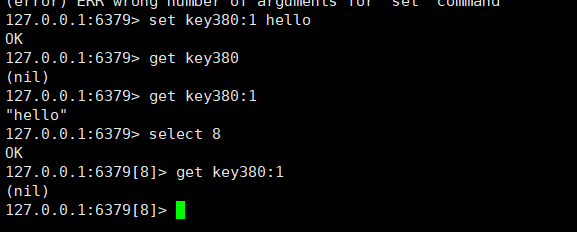 (error) ERR wrong number of arguments for 'set' command
127.0.0.1:6379> set key380:1 hello
OK
127.0.0.1:6379> get key380
(nil)
127.0.0.1:6379> get key380:1
"hello"
127.0.0.1:6379> select 8
OK
127.0.0.1:6379[8]> get key380:1
(nil)
127.0.0.1:6379[8]>